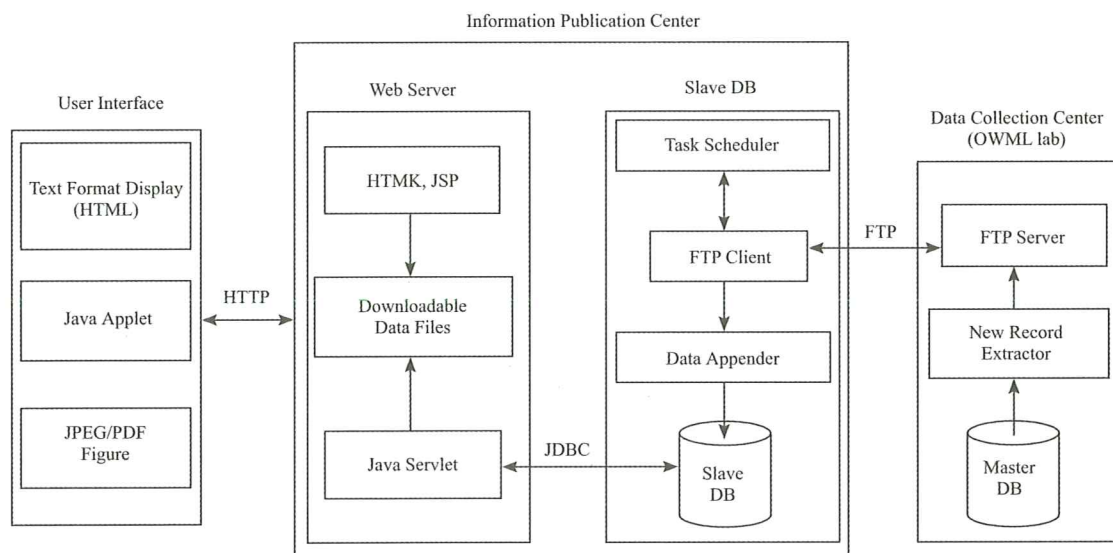 Information Publication Center
User Interface
Text Format Display
(HTML)
Java Applet
JPEG/PDF
Figure
HTTP
Web Server
HTMK, JSP
Downloadable
Data Files
Java Servlet
JDBC
Slave DB
Task Scheduler
FTP Client
Data Appender
Slave
DB
FTP
Data Collection Center
(OWML lab)
FTP Server
New Record
Extractor
Master
DB